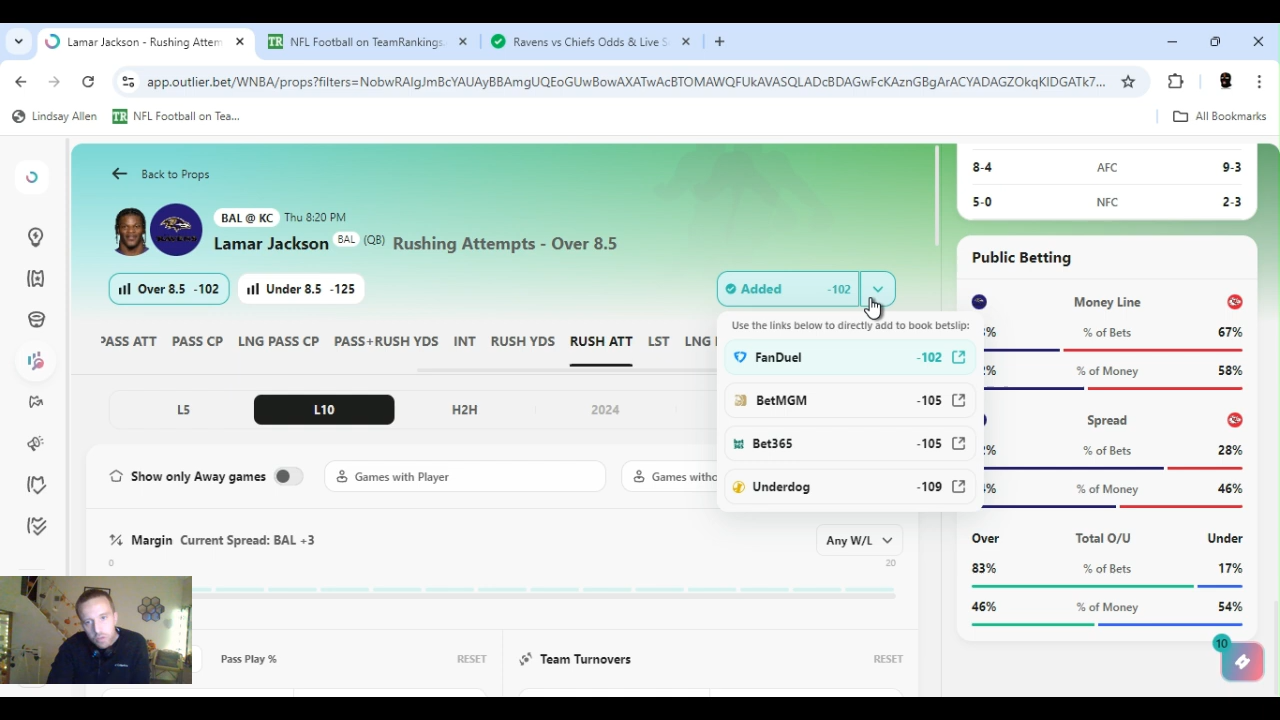 Lamar Jackson - Rushing Attem
NFL Football on TeamRankings.
Ravens vs Chiefs Odds & Live S
app.outlier.bet/WNBA/props?filters=NobwRAlgJmBcYAUAyBBAmgUQEoGUwBowAXATwAcBTOMAWQFUkAVASQLADcBDAGwFcKAznGBgArACYADAGZOkqKIDGATk7...
Lindsay Allen
NFL Football on Tea...
All Bookmarks
Back to Props
BAL @ KC Thu 8:20 PM
Lamar Jackson BAL (QB) Rushing Attempts - Over 8.5
Over 8.5 -102
Under 8.5 -125
Added -102
Use the links below to directly add to book betslip:
FanDuel -102
BetMGM -105
Bet365 -105
Underdog -109
PASS ATT PASS CP LNG PASS CP PASS+RUSH YDS INT RUSH YDS RUSH ATT LST LNG
L5 L10 H2H 2024
Show only Away games
Games with Player
Games witho
Margin Current Spread: BAL +3
Any W/L
0 20
Pass Play % RESET
Team Turnovers RESET
8-4 AFC 9-3
5-0 NFC 2-3
Public Betting
Money Line
% of Bets 67%
% of Money 58%
Spread
% of Bets 28%
% of Money 46%
Over Total O/U Under
83% % of Bets 17%
46% % of Money 54%
10